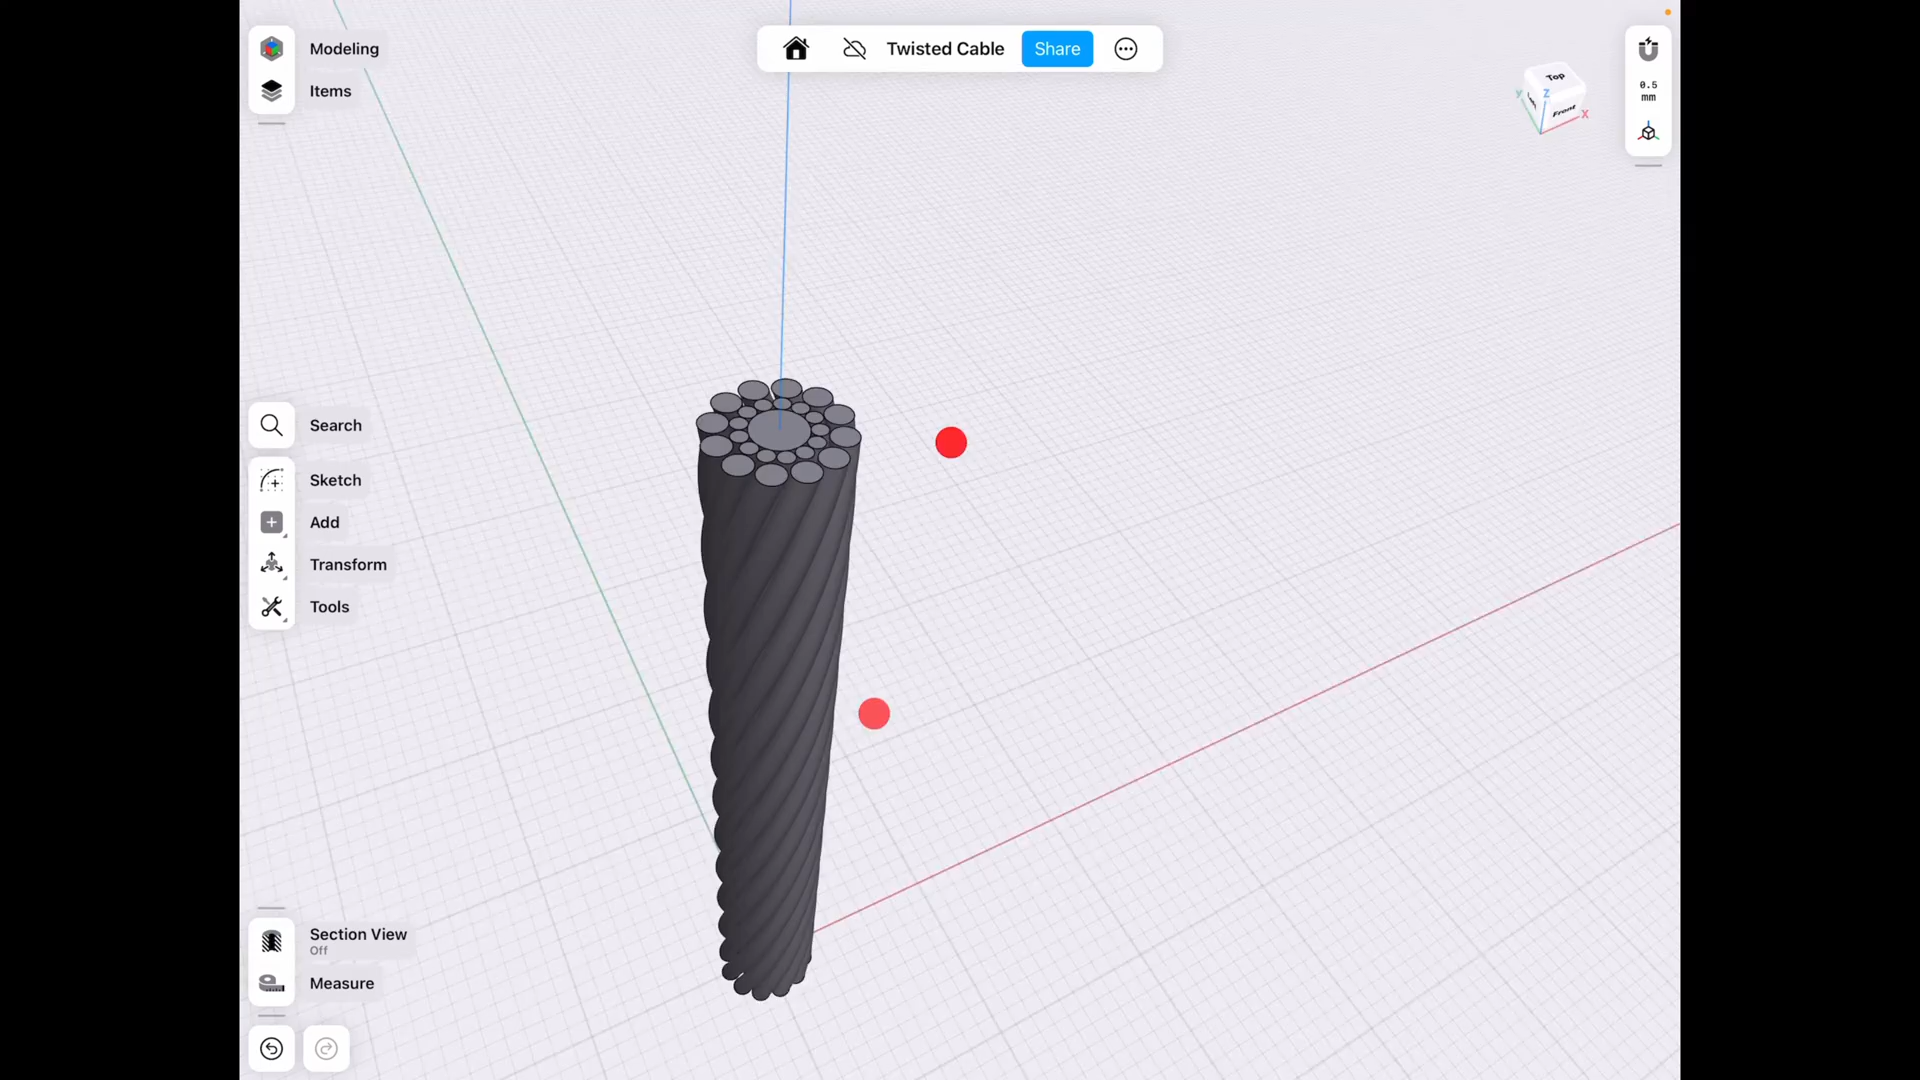 Modeling
Items
Twisted Cable
Share
Top
Front
Z
X
y
0.5
mm
Search
Sketch
Add
Transform
Tools
Section View
Off
Measure